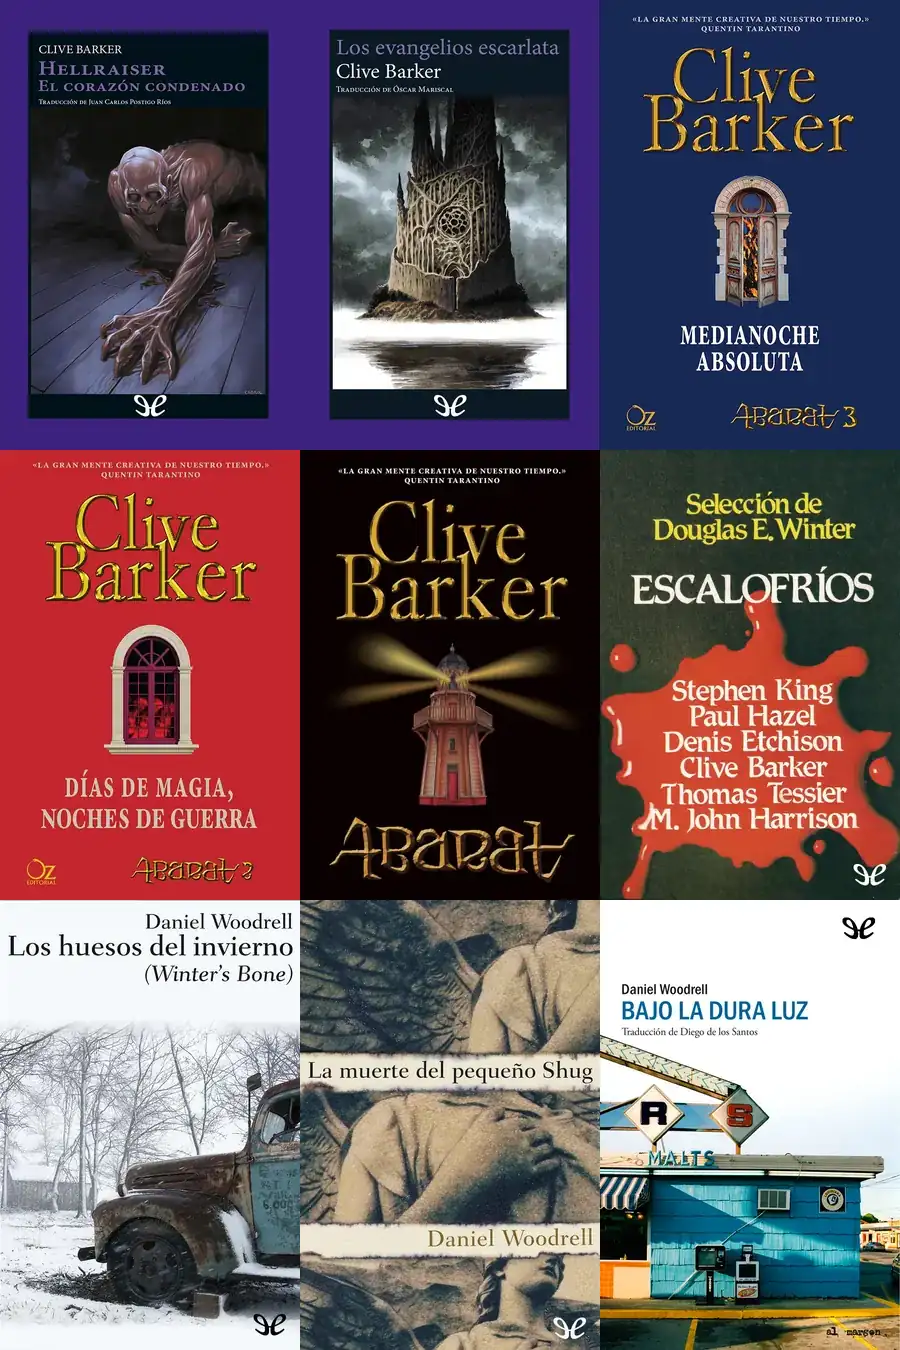 CLIVE BARKER
HELLRAISER
EL CORAZÓN CONDENADO
TRADUCCIÓN DE JUAN CARLOS POSTIGO RÍOS
Los evangelios escarlata
Clive Barker
TRADUCCIÓN DE ÓSCAR MARISCAL
«LA GRAN MENTE CREATIVA DE NUESTRO TIEMPO.»
QUENTIN TARANTINO
Clive
Barker
MEDIANOCHE
ABSOLUTA
OZ
EDITORIAL
ABARAT 3
«LA GRAN MENTE CREATIVA DE NUESTRO TIEMPO.»
QUENTIN TARANTINO
Clive
Barker
DÍAS DE MAGIA,
NOCHES DE GUERRA
OZ
EDITORIAL
ABARAT 2
«LA GRAN MENTE CREATIVA DE NUESTRO TIEMPO.»
QUENTIN TARANTINO
Clive
Barker
ABARAT
Selección de
Douglas E. Winter
ESCALOFRÍOS
Stephen King
Paul Hazel
Denis Etchison
Clive Barker
Thomas Tessier
M. John Harrison
Daniel Woodrell
Los huesos del invierno
(Winter's Bone)
La muerte del pequeño Shug
Daniel Woodrell
Daniel Woodrell
BAJO LA DURA LUZ
Traducción de Diego de los Santos
R S
MALTS
al margen